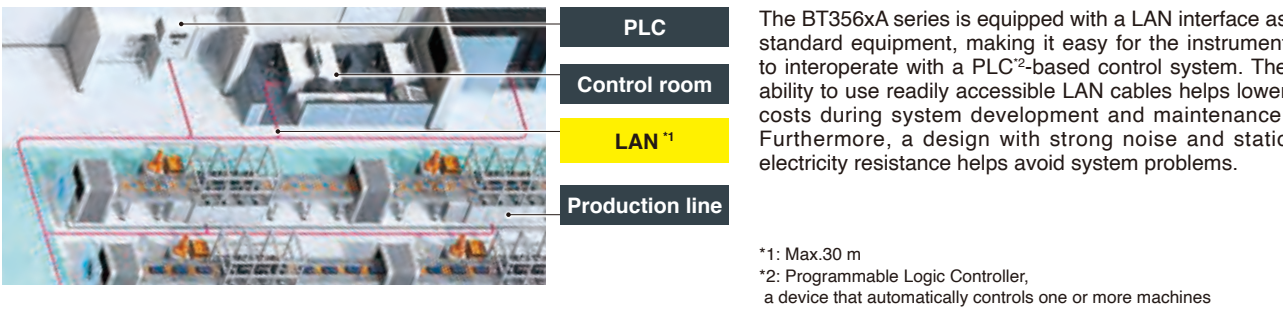 PLC
Control room
LAN *1
Production line
The BT356xA series is equipped with a LAN interface as
standard equipment, making it easy for the instrument
to interoperate with a PLC*2-based control system. The
ability to use readily accessible LAN cables helps lower
costs during system development and maintenance
Furthermore, a design with strong noise and static
electricity resistance helps avoid system problems.
*1: Max.30 m
*2: Programmable Logic Controller,
a device that automatically controls one or more machines